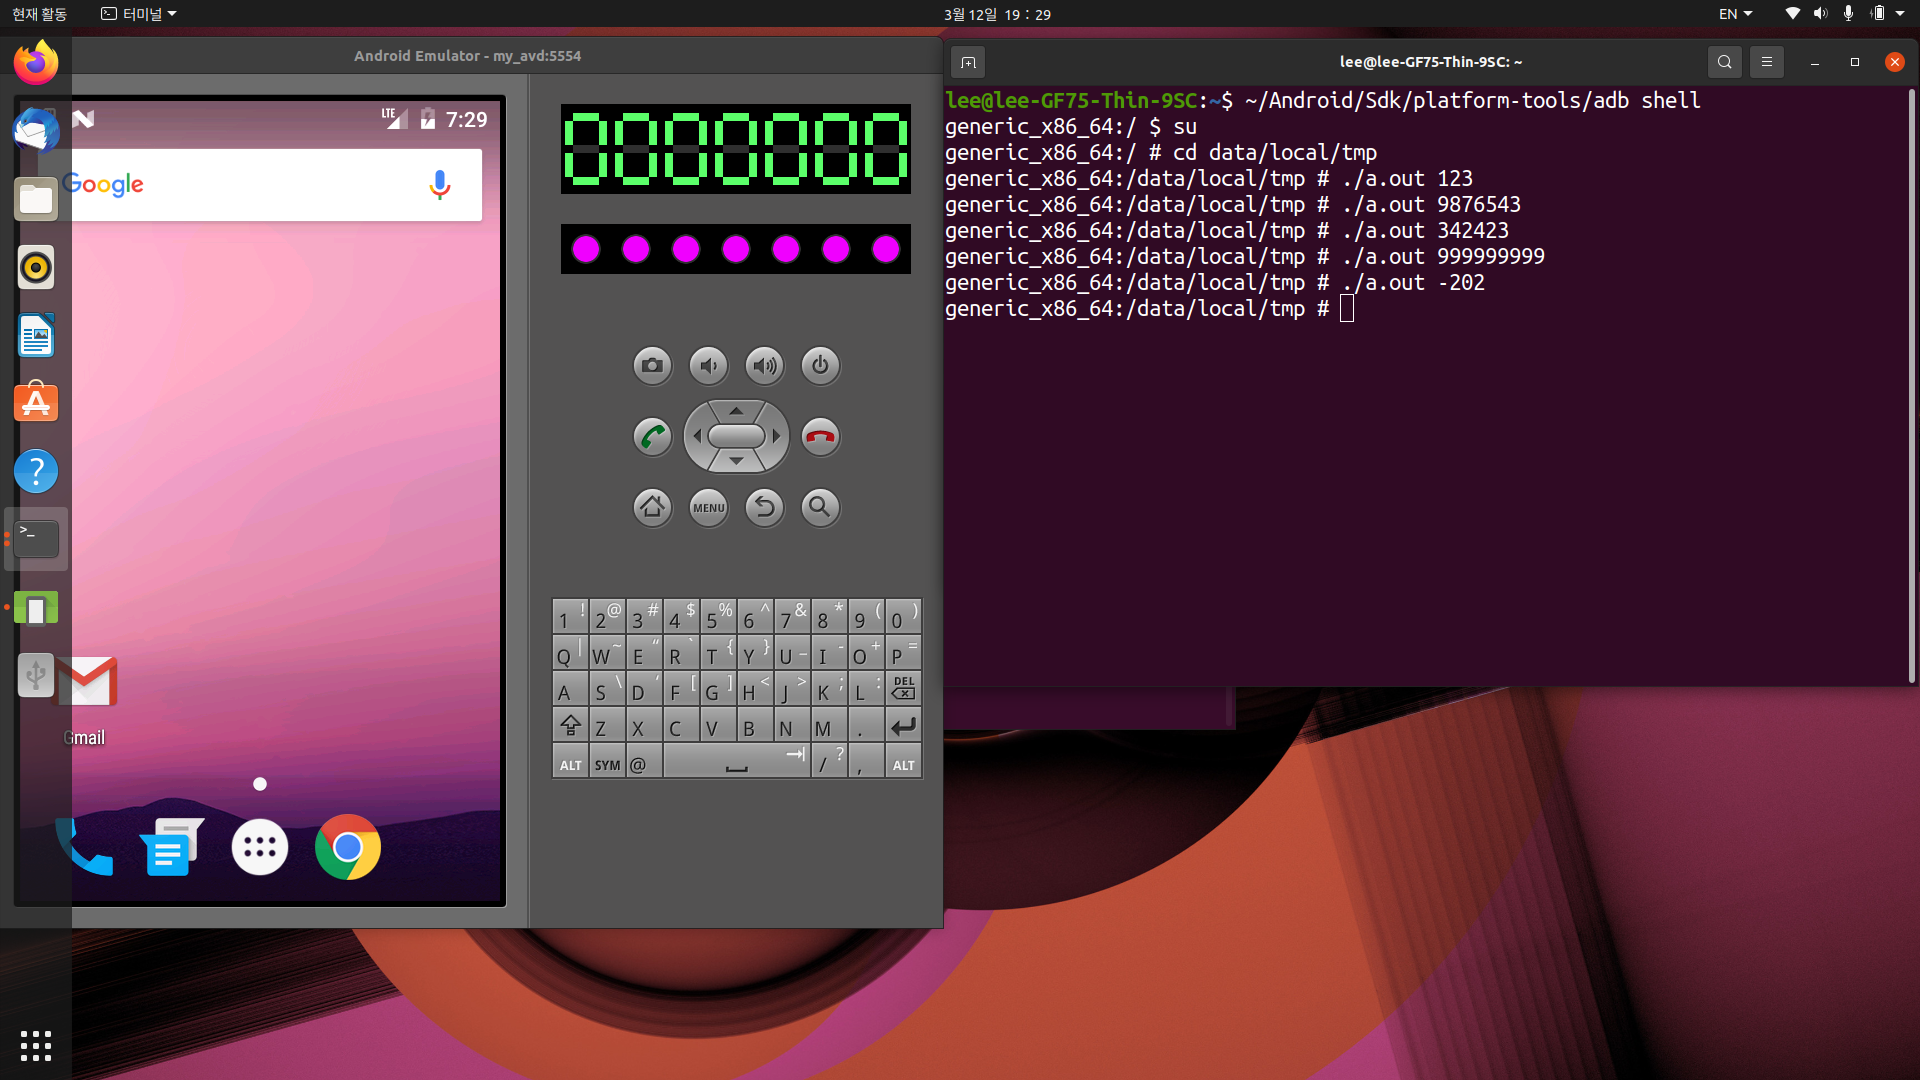 현재 활동
터미널
3월 12일 19 : 29
EN
Android Emulator - my_avd:5554
LTE
7:29
Google
Gmail
0000000
MENU
1 ! 2 @ 3 # 4 $ 5 % 6 ^ 7 & 8 * 9 ( 0 )
Q | W ~ E “ R ` T { Y } U _ I - O + P =
A S \ D ‘ F [ G ] H < J > K ; L : DEL
Z X C V B N M .
ALT SYM @ / ? , ALT
lee@lee-GF75-Thin-9SC: ~
lee@lee-GF75-Thin-9SC:~$ ~/Android/Sdk/platform-tools/adb shell
generic_x86_64:/ $ su
generic_x86_64:/ # cd data/local/tmp
generic_x86_64:/data/local/tmp # ./a.out 123
generic_x86_64:/data/local/tmp # ./a.out 9876543
generic_x86_64:/data/local/tmp # ./a.out 342423
generic_x86_64:/data/local/tmp # ./a.out 999999999
generic_x86_64:/data/local/tmp # ./a.out -202
generic_x86_64:/data/local/tmp #